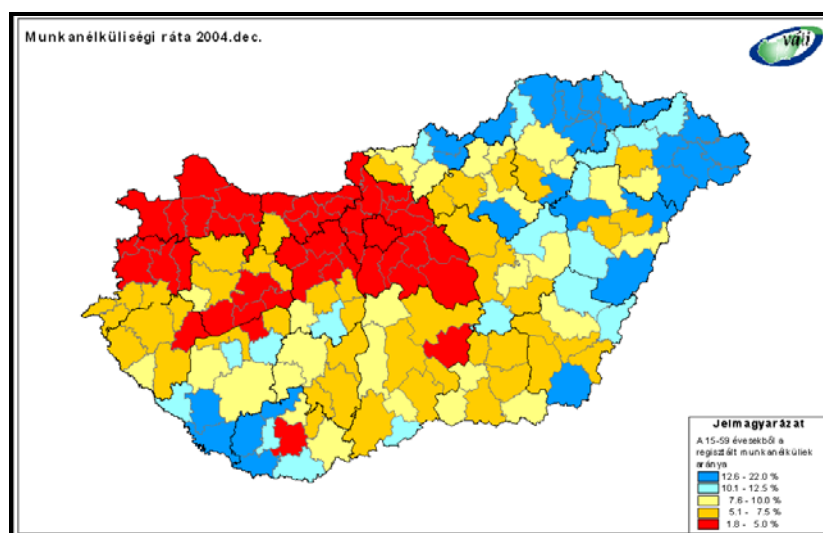 Munkanélküliségi ráta 2004.dec.
váti
Jelmagyarázat
A 15-59 évesekből a
regisztált munkanélküliek
aránya
12.6 - 22.0 %
10.1 - 12.5 %
7.6 - 10.0 %
5.1 - 7.5 %
1.8 - 5.0 %